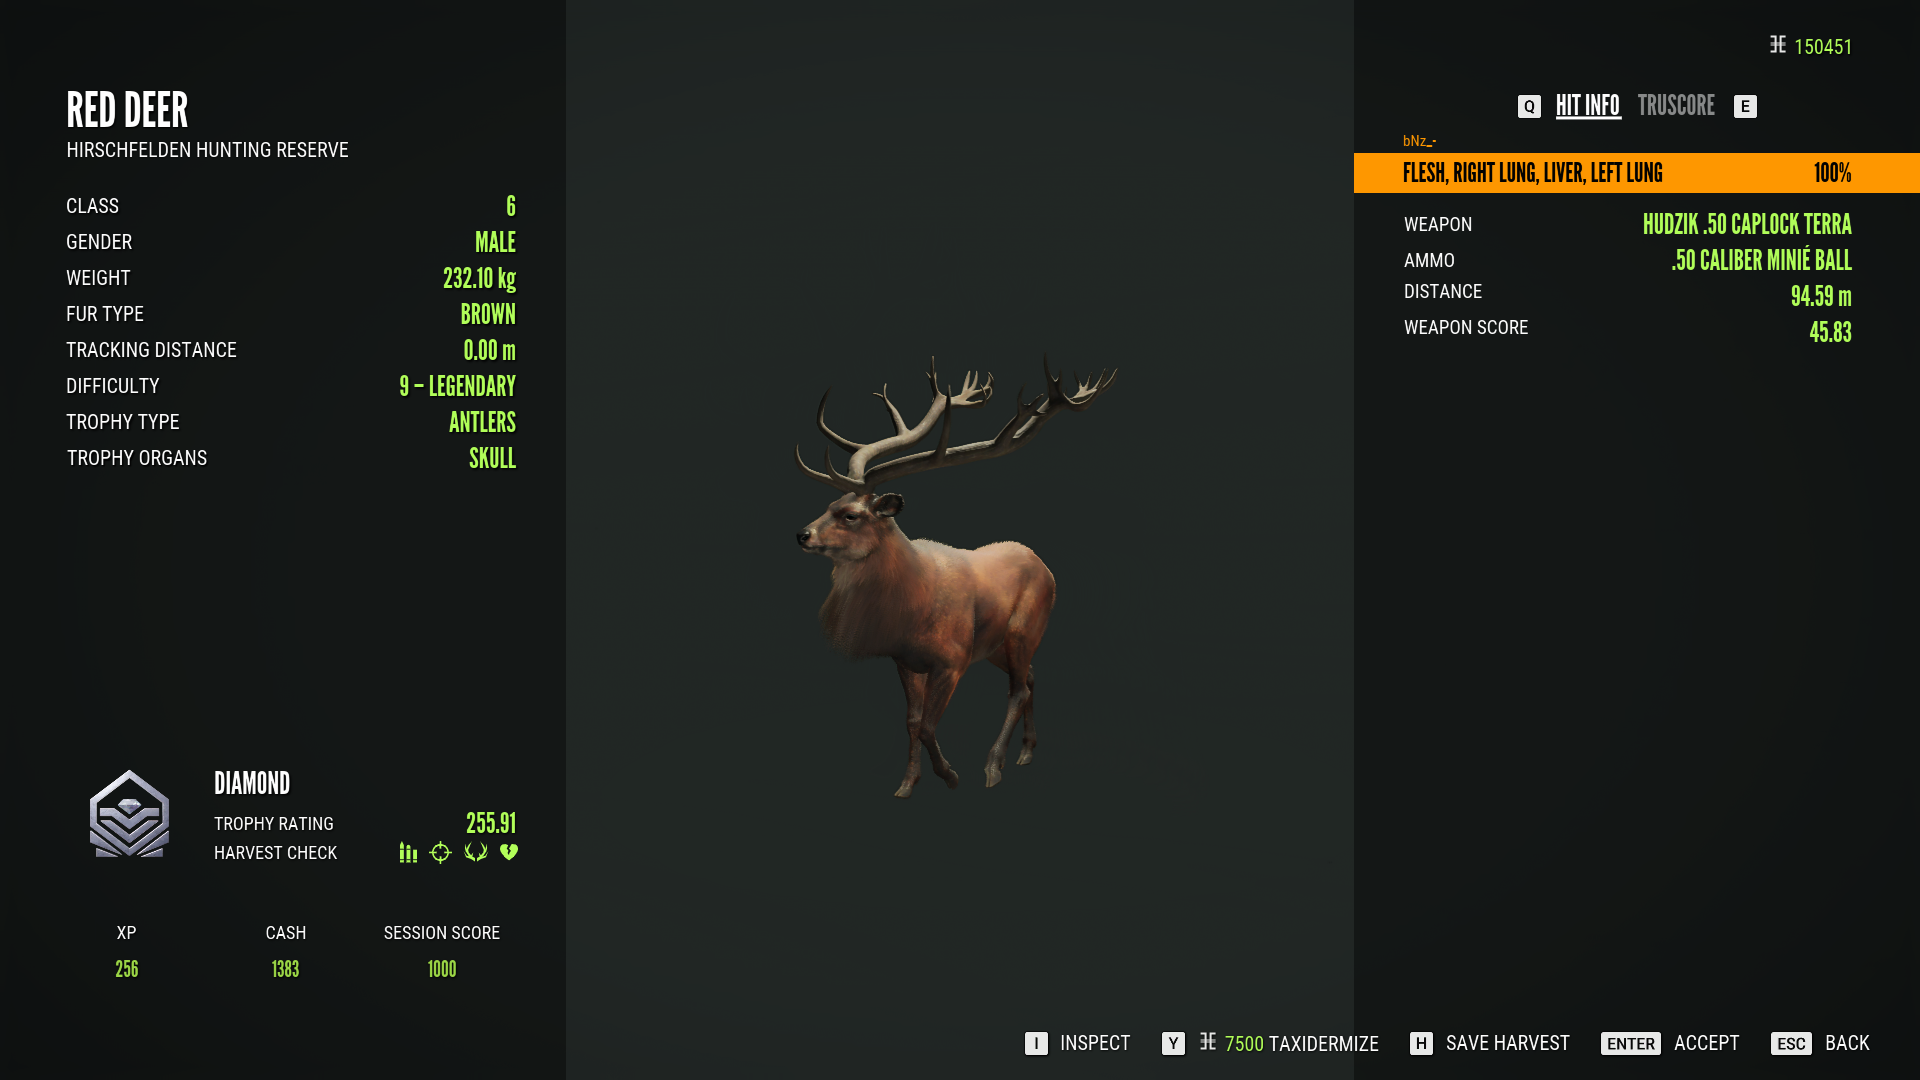 150451
RED DEER
HIRSCHFELDEN HUNTING RESERVE
CLASS 6
GENDER MALE
WEIGHT 232.10 kg
FUR TYPE BROWN
TRACKING DISTANCE 0.00 m
DIFFICULTY 9 – LEGENDARY
TROPHY TYPE ANTLERS
TROPHY ORGANS SKULL
DIAMOND
TROPHY RATING 255.91
HARVEST CHECK
XP CASH SESSION SCORE
256 1383 1000
Q HIT INFO TRUSCORE E
bNz_-
FLESH, RIGHT LUNG, LIVER, LEFT LUNG 100%
WEAPON HUDZIK .50 CAPLOCK TERRA
AMMO .50 CALIBER MINIÉ BALL
DISTANCE 94.59 m
WEAPON SCORE 45.83
I INSPECT Y 7500 TAXIDERMIZE H SAVE HARVEST ENTER ACCEPT ESC BACK